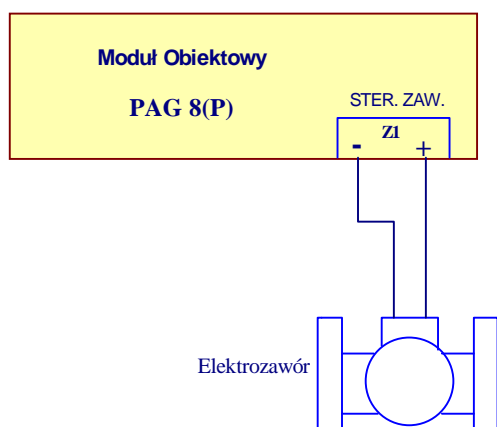 Moduł Obiektowy
PAG 8(P)
STER. ZAW.
Z1
- +
Elektrozawór